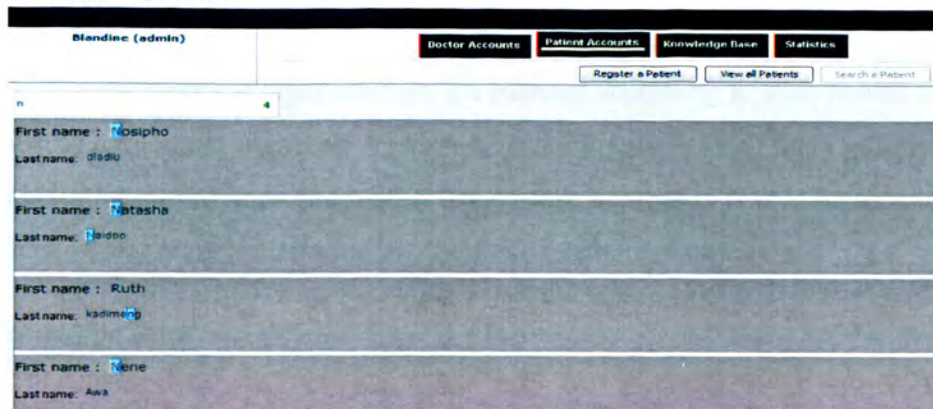 Blandine (admin)
Doctor Accounts Patient Accounts Knowledge Base Statistics
Register a Patient View all Patients Search a Patient
n 4
First name : Nosipho
Last name: dladlu
First name : Natasha
Last name: Naidoo
First name : Ruth
Last name: kadimeng
First name : Nene
Last name: Awa